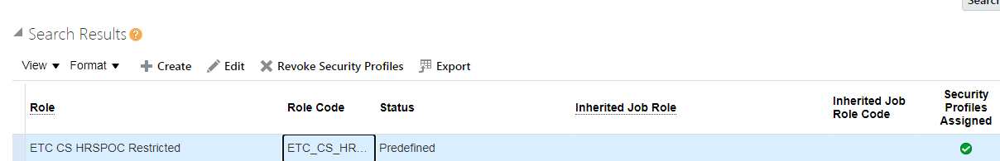 Search
Search Results ?
View Format Create Edit Revoke Security Profiles Export
Role
Role Code
Status
Inherited Job Role
Inherited Job
Role Code
Security
Profiles
Assigned
ETC CS HRSPOC Restricted
ETC_CS_HR...
Predefined